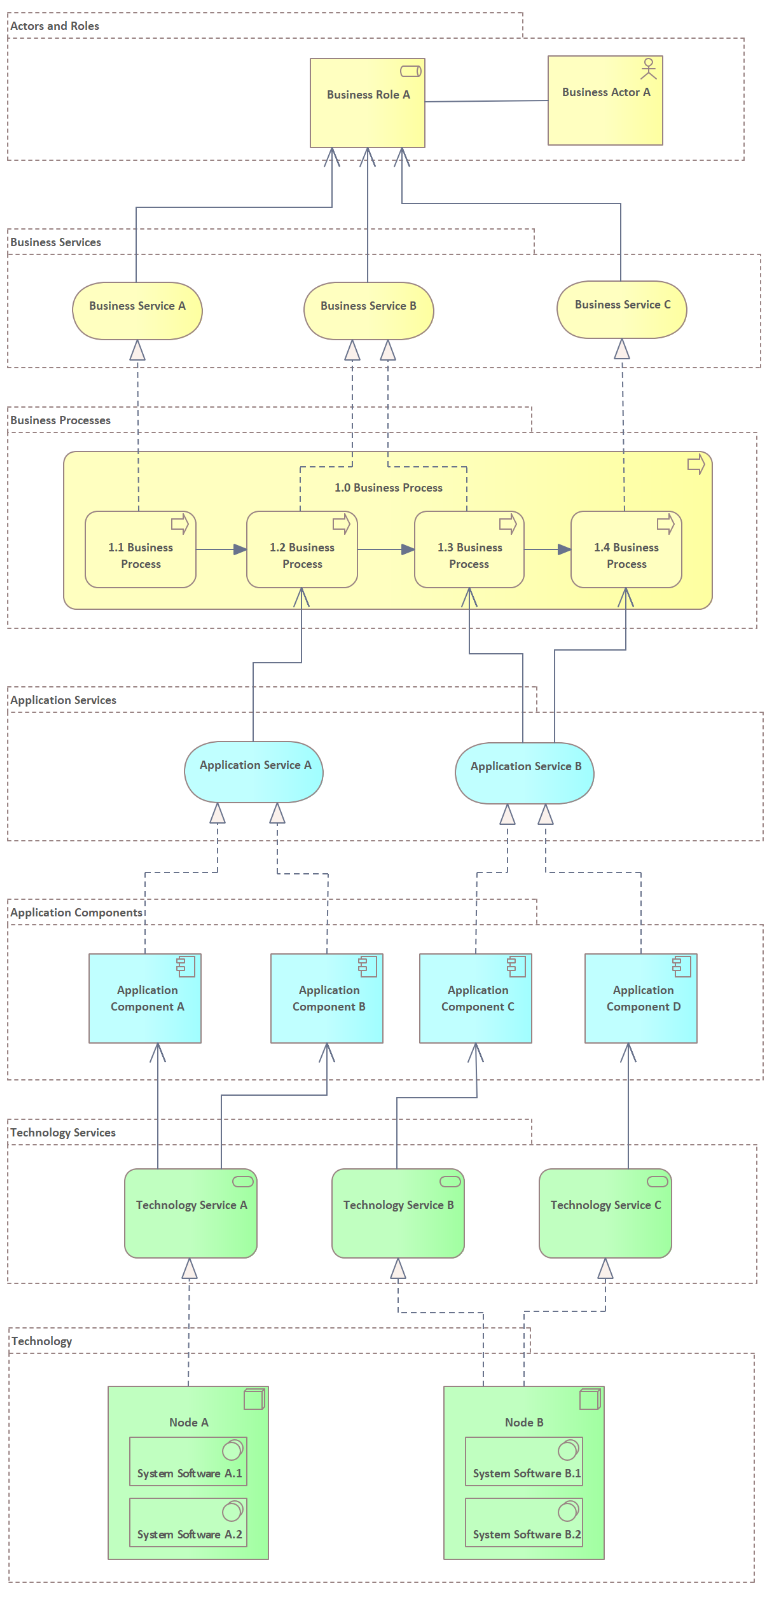 Actors and Roles
Business Role A
Business Actor A
Business Services
Business Service A
Business Service B
Business Service C
Business Processes
1.0 Business Process
1.1 Business
Process
1.2 Business
Process
1.3 Business
Process
1.4 Business
Process
Application Services
Application Service A
Application Service B
Application Components
Application
Component A
Application
Component B
Application
Component C
Application
Component D
Technology Services
Technology Service A
Technology Service B
Technology Service C
Technology
Node A
System Software A.1
System Software A.2
Node B
System Software B.1
System Software B.2